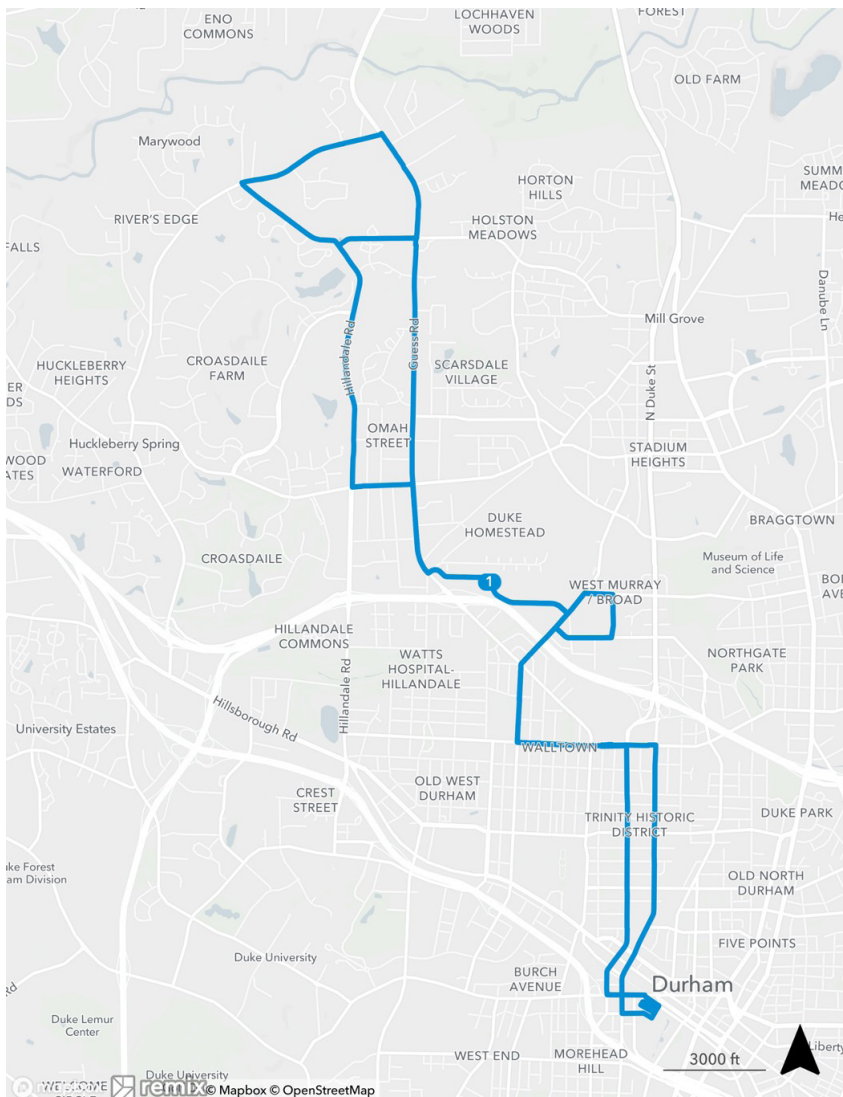 ENO
COMMONS
LOCHHAVEN
WOODS
FOREST
OLD FARM
Marywood
HORTON
HILLS
SUMM
MEADO
RIVER'S EDGE
HOLSTON
MEADOWS
He
FALLS
Danube Ln
Mill Grove
Hillandale Rd
Guess Rd
CROASDAILE
FARM
SCARSDALE
VILLAGE
HUCKLEBERRY
HEIGHTS
N Duke St
ER
DS
OMAH
STREET
Huckleberry Spring
STADIUM
HEIGHTS
WOOD
ATES
WATERFORD
DUKE
HOMESTEAD
BRAGGTOWN
CROASDAILE
Museum of Life
and Science
1
WEST MURRAY
/ BROAD
BO
AVE
HILLANDALE
COMMONS
WATTS
HOSPITAL-
HILLANDALE
NORTHGATE
PARK
Hillandale Rd
Hillsborough Rd
University Estates
WALLTOWN
OLD WEST
DURHAM
CREST
STREET
TRINITY HISTORIC
DISTRICT
DUKE PARK
uke Forest
am Division
OLD NORTH
DURHAM
FIVE POINTS
Duke University
BURCH
AVENUE
Durham
Rd
Duke Lemur
Center
3000 ft
Liberty
WEST END
MOREHEAD
HILL
Duke University
WELCOME
remix
© Mapbox © OpenStreetMap